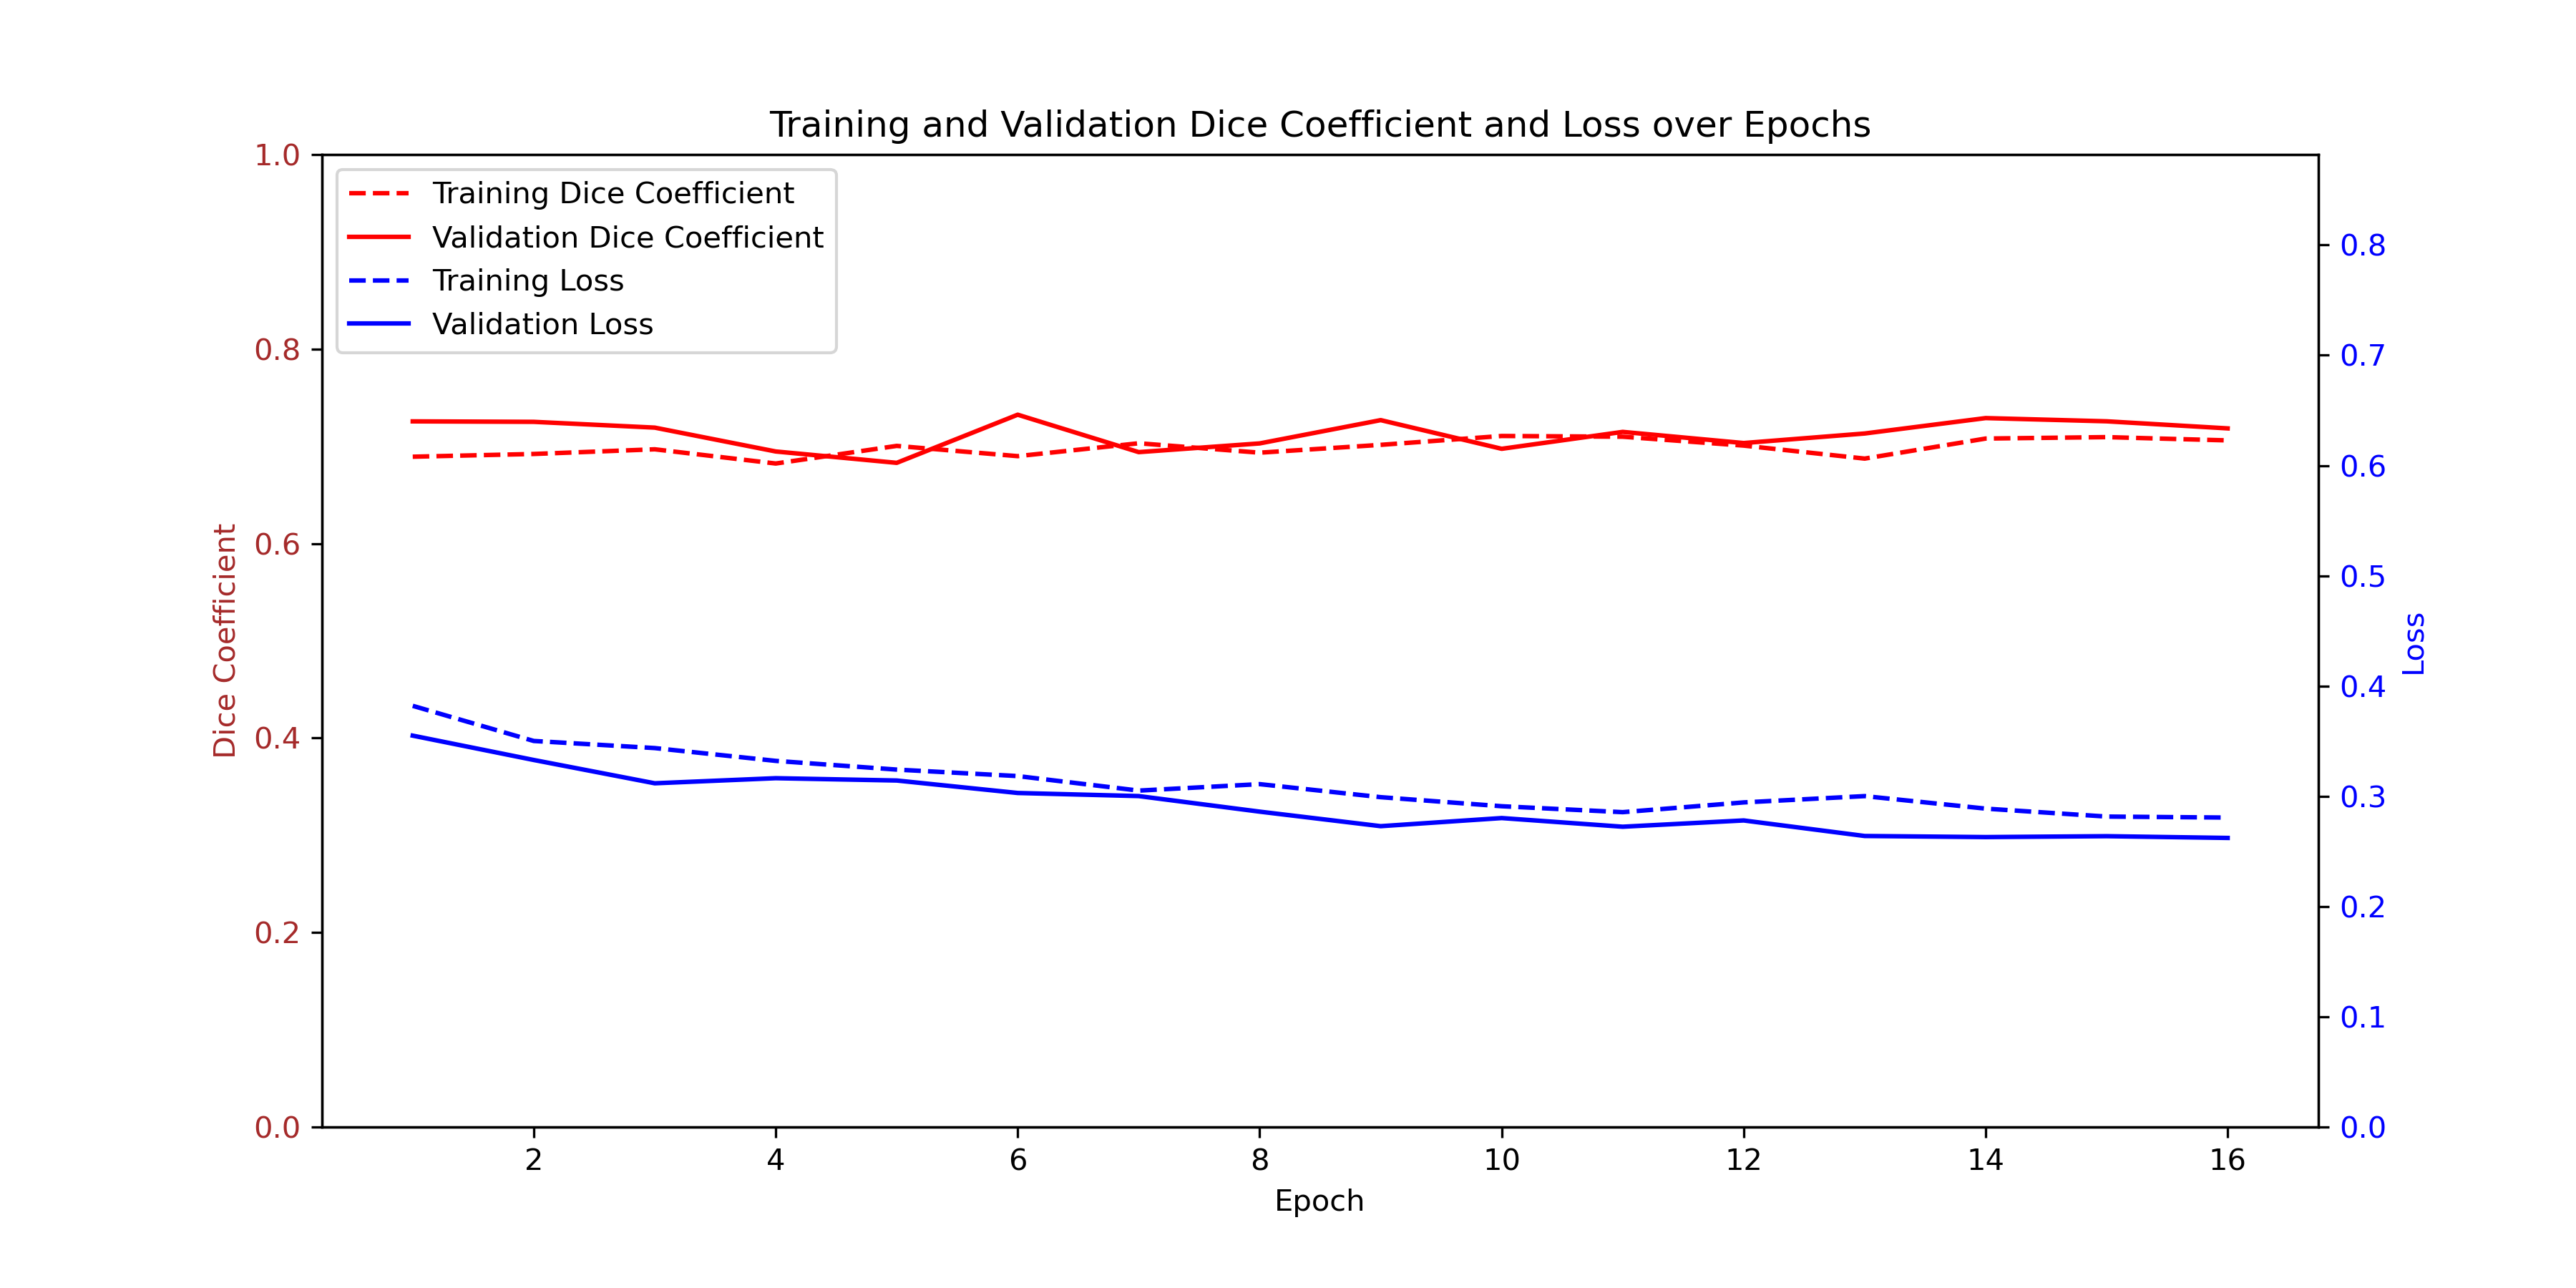 Training and Validation Dice Coefficient and Loss over Epochs
Training Dice Coefficient
Validation Dice Coefficient
Training Loss
Validation Loss
1.0
0.8
0.6
0.4
0.2
0.0
Dice Coefficient
0.8
0.7
0.6
0.5
0.4
0.3
0.2
0.1
0.0
Loss
2 4 6 8 10 12 14 16
Epoch